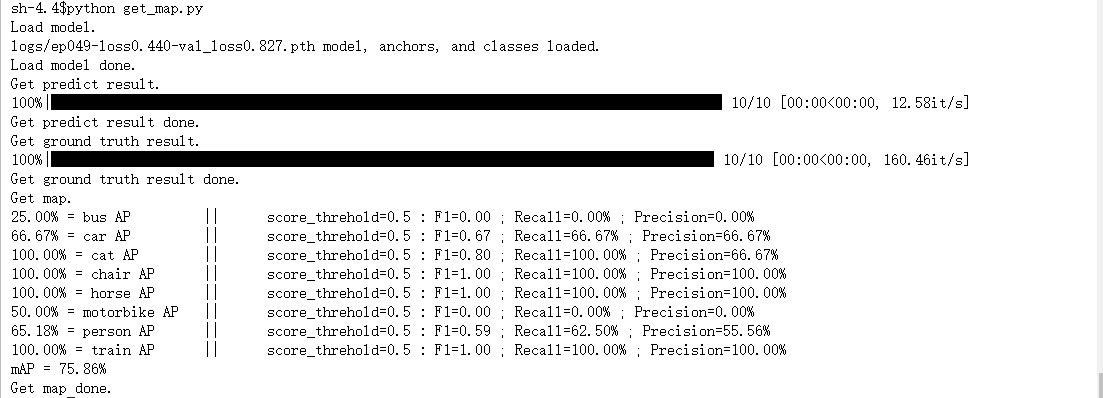 sh-4.4$python get_map.py
Load model.
logs/ep049-loss0.440-val_loss0.827.pth model, anchors, and classes loaded.
Load model done.
Get predict result.
100%| 10/10 [00:00<00:00, 12.58it/s]
Get predict result done.
Get ground truth result.
100%| 10/10 [00:00<00:00, 160.46it/s]
Get ground truth result done.
Get map.
25.00% = bus AP || score_threhold=0.5 : F1=0.00 ; Recall=0.00% ; Precision=0.00%
66.67% = car AP || score_threhold=0.5 : F1=0.67 ; Recall=66.67% ; Precision=66.67%
100.00% = cat AP || score_threhold=0.5 : F1=0.80 ; Recall=100.00% ; Precision=66.67%
100.00% = chair AP || score_threhold=0.5 : F1=1.00 ; Recall=100.00% ; Precision=100.00%
100.00% = horse AP || score_threhold=0.5 : F1=1.00 ; Recall=100.00% ; Precision=100.00%
50.00% = motorbike AP || score_threhold=0.5 : F1=0.00 ; Recall=0.00% ; Precision=0.00%
65.18% = person AP || score_threhold=0.5 : F1=0.59 ; Recall=62.50% ; Precision=55.56%
100.00% = train AP || score_threhold=0.5 : F1=1.00 ; Recall=100.00% ; Precision=100.00%
mAP = 75.86%
Get map done.